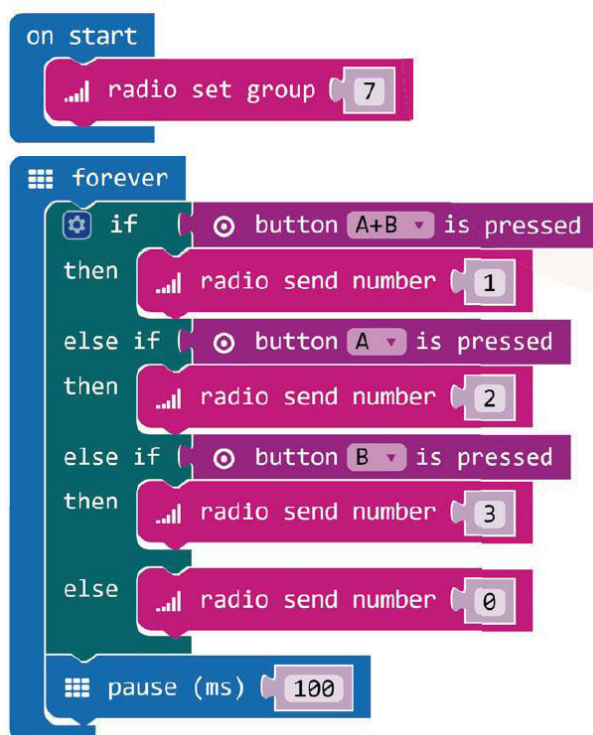 on start
radio set group 7
forever
if button A+B is pressed
then radio send number 1
else if button A is pressed
then radio send number 2
else if button B is pressed
then radio send number 3
else radio send number 0
pause (ms) 100